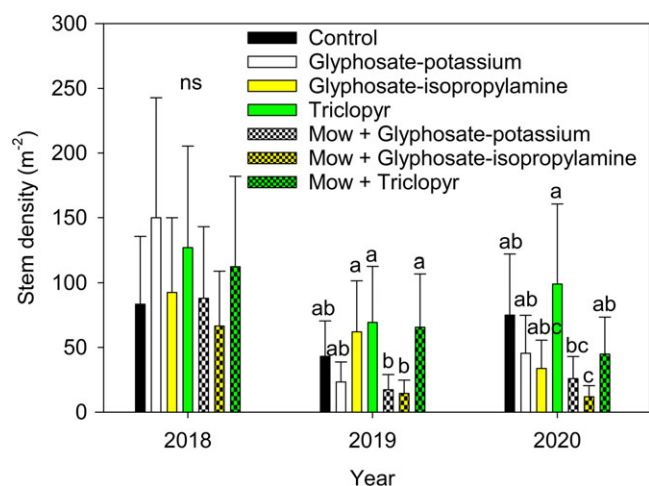 300
250
200
150
100
50
0
Stem density (m-2)
Control
Glyphosate-potassium
Glyphosate-isopropylamine
Triclopyr
Mow + Glyphosate-potassium
Mow + Glyphosate-isopropylamine
Mow + Triclopyr
ns
ab
ab
a
a
b
b
a
ab
ab
abc
a
bc
c
ab
2018
2019
2020
Year